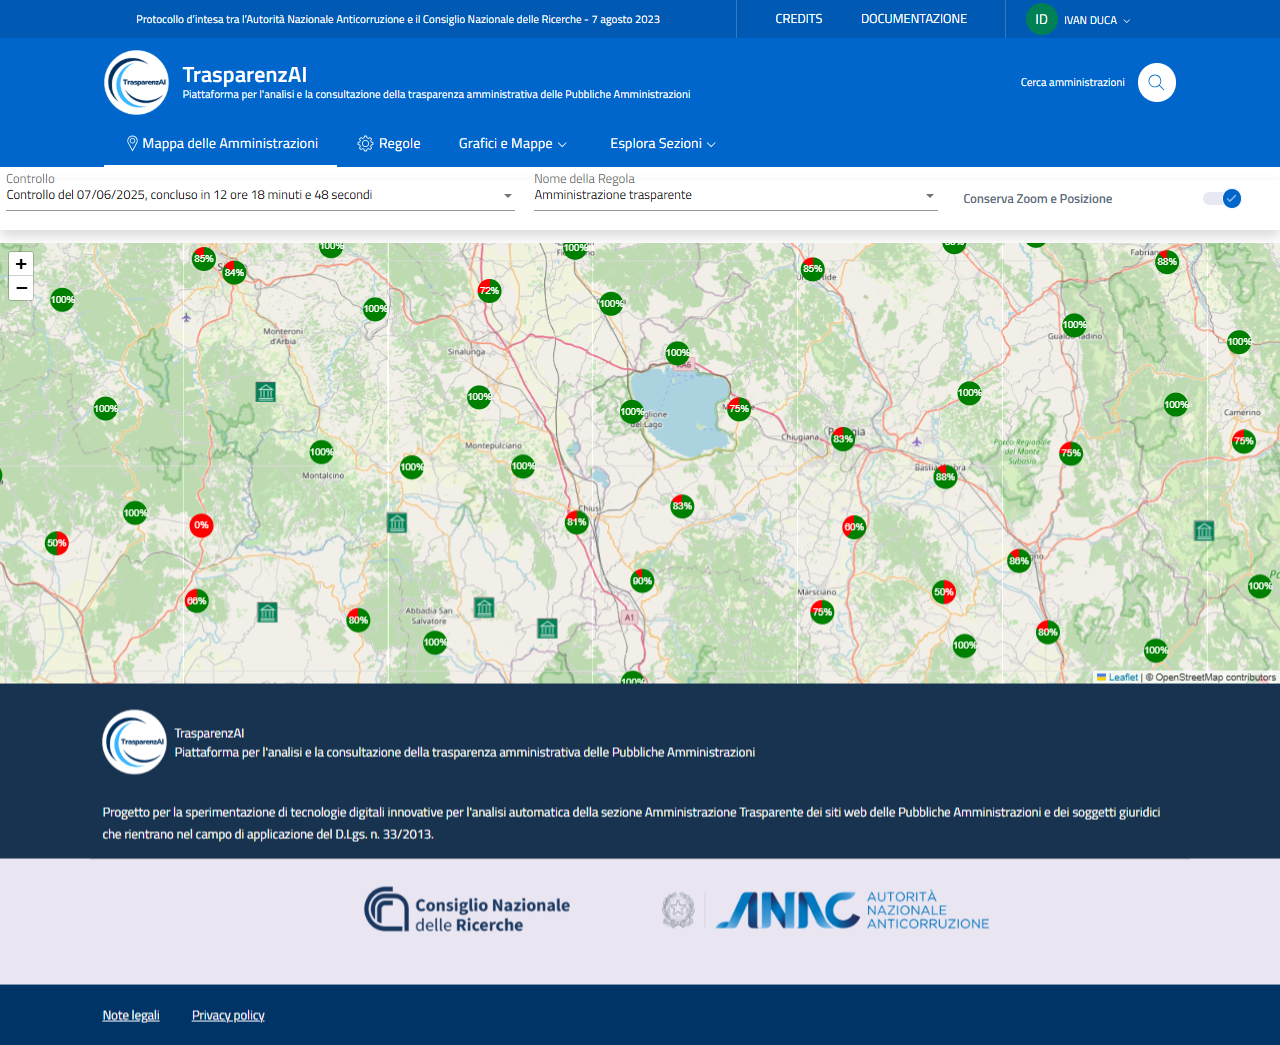 Protocollo d'intesa tra l'Autorità Nazionale Anticorruzione e il Consiglio Nazionale delle Ricerche - 7 agosto 2023
CREDITS
DOCUMENTAZIONE
ID
IVAN DUCA
TrasparenzAI
TrasparenzAI
Piattaforma per l'analisi e la consultazione della trasparenza amministrativa delle Pubbliche Amministrazioni
Cerca amministrazioni
Mappa delle Amministrazioni
Regole
Grafici e Mappe
Esplora Sezioni
Controllo
Controllo del 07/06/2025, concluso in 12 ore 18 minuti e 48 secondi
Nome della Regola
Amministrazione trasparente
Conserva Zoom e Posizione
+
−
100%
100%
85%
84%
85%
88%
100%
72%
100%
100%
100%
100%
Monteroni
d'Arbia
Sinalunga
100%
100%
100%
100%
100%
75%
100%
100%
Camerino
Chiugiana
83%
75%
75%
Parco Regionale
del Monte
Subasio
Montepulciano
100%
Montalcino
100%
100%
88%
100%
0%
Chiusi
81%
83%
60%
50%
86%
90%
66%
80%
Abbadia San
Salvatore
100%
A1
Marsciano
75%
50%
80%
100%
100%
100%
100%
Leaflet | © OpenStreetMap contributors
TrasparenzAI
TrasparenzAI
Piattaforma per l'analisi e la consultazione della trasparenza amministrativa delle Pubbliche Amministrazioni
Progetto per la sperimentazione di tecnologie digitali innovative per l'analisi automatica della sezione Amministrazione Trasparente dei siti web delle Pubbliche Amministrazioni e dei soggetti giuridici
che rientrano nel campo di applicazione del D.Lgs. n. 33/2013.
Consiglio Nazionale
delle Ricerche
ANAC
AUTORITÀ
NAZIONALE
ANTICORRUZIONE
Note legali
Privacy policy